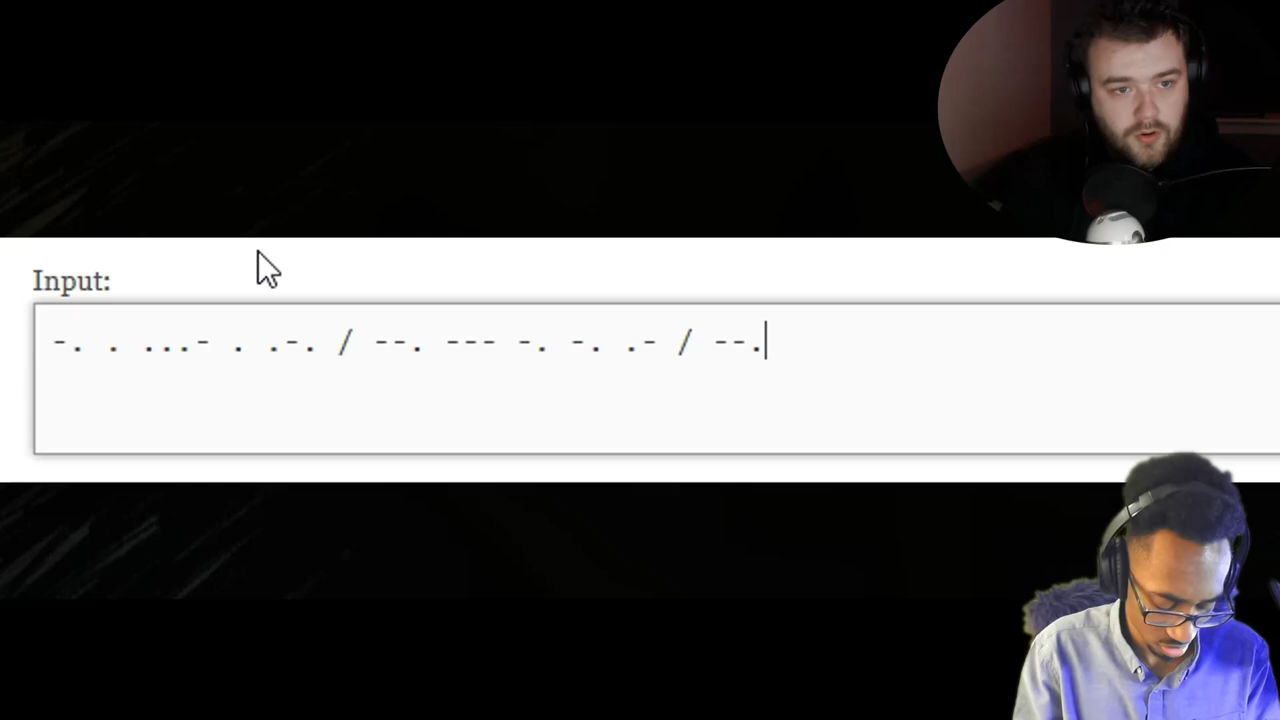 Input:
-. . ...- . .-. / --. --- -. -. .- / --.